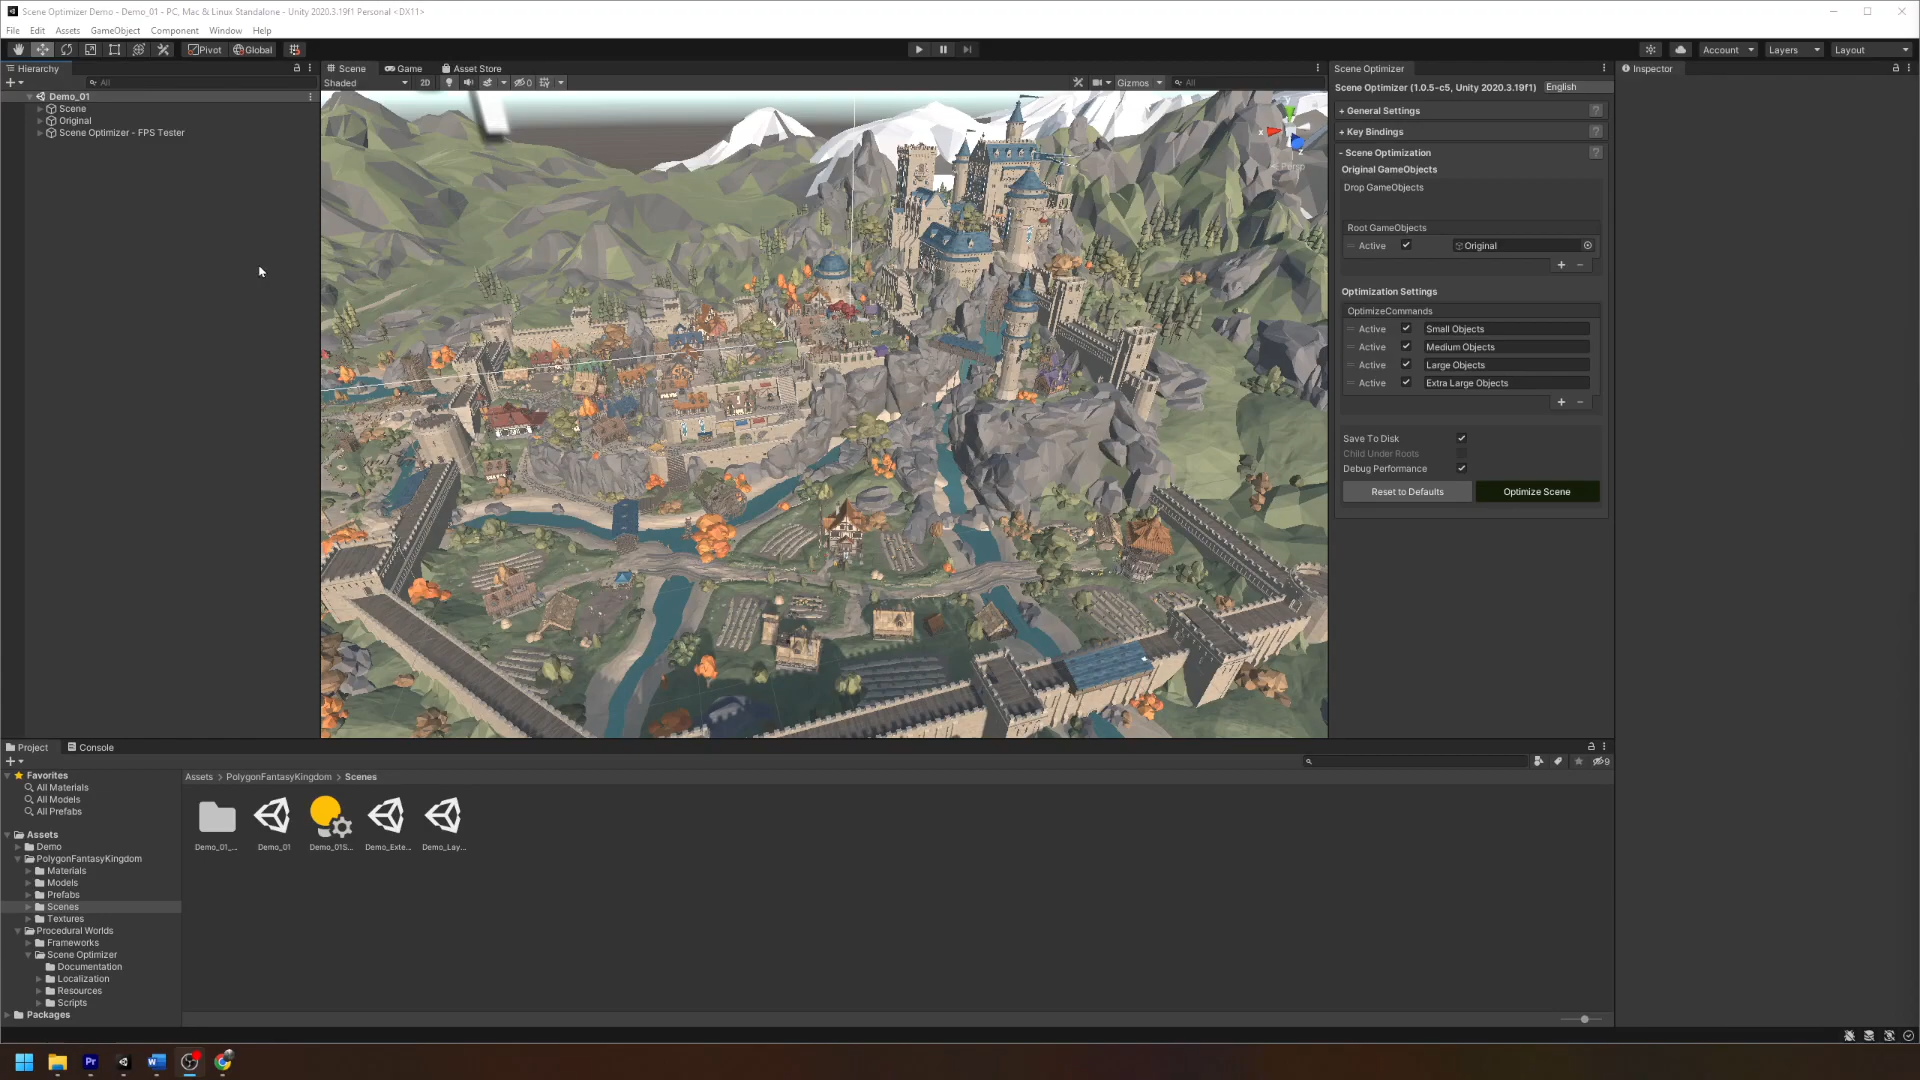 Scene Optimizer Demo - Demo_01 - PC, Mac & Linux Standalone - Unity 2020.3.19f1 Personal <DX11>
File Edit Assets GameObject Component Window Help
Pivot Global Account Layers Layout
Hierarchy
All
Demo_01
Scene
Original
Scene Optimizer - FPS Tester
Scene Game Asset Store
Shaded 2D 0 Gizmos All
x
y
z
< Persp
Scene Optimizer
Scene Optimizer (1.0.5-c5, Unity 2020.3.19f1) English
+ General Settings ?
+ Key Bindings ?
- Scene Optimization ?
Original GameObjects
Drop GameObjects
Root GameObjects
Active Original
+ -
Optimization Settings
OptimizeCommands
Active Small Objects
Active Medium Objects
Active Large Objects
Active Extra Large Objects
+ -
Save To Disk
Child Under Roots
Debug Performance
Reset to Defaults Optimize Scene
Inspector
Project Console
9
Favorites
All Materials
All Models
All Prefabs
Assets
Demo
PolygonFantasyKingdom
Materials
Models
Prefabs
Scenes
Textures
Procedural Worlds
Frameworks
Scene Optimizer
Documentation
Localization
Resources
Scripts
Packages
Assets > PolygonFantasyKingdom > Scenes
Demo_01_... Demo_01 Demo_01S... Demo_Exte... Demo_Lay...
Pr W